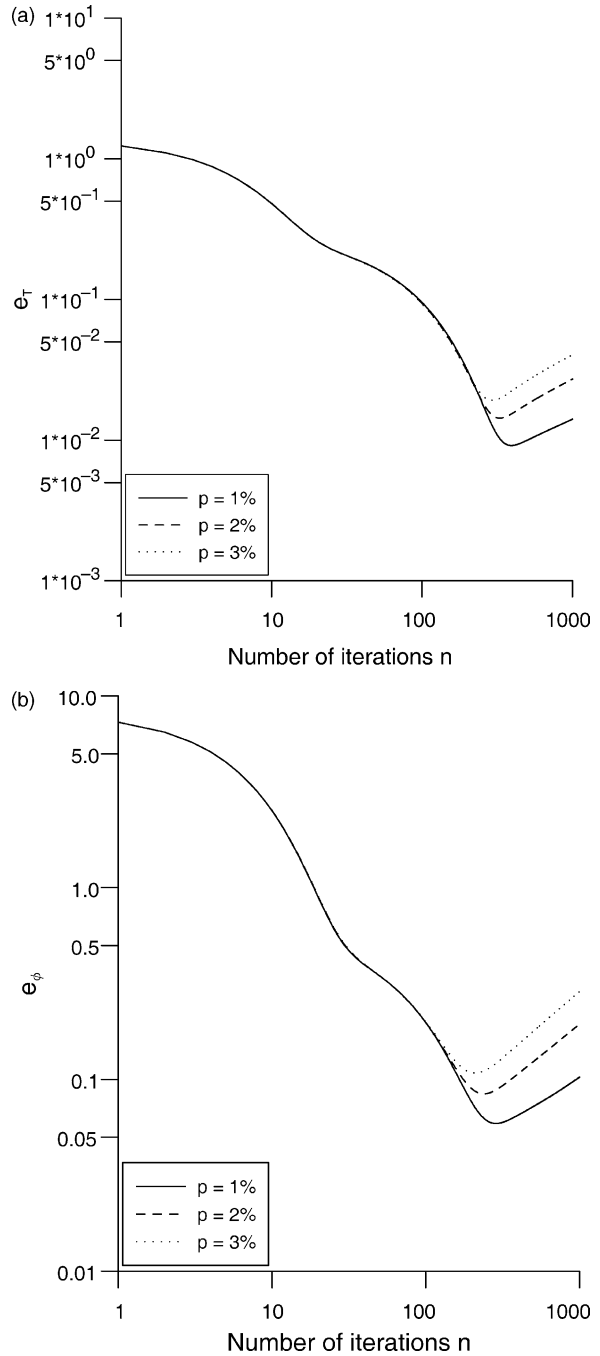 (a)
1*10^1
5*10^0
1*10^0
5*10^−1
1*10^−1
5*10^−2
1*10^−2
5*10^−3
1*10^−3
e_T
p = 1%
p = 2%
p = 3%
1 10 100 1000
Number of iterations n
(b)
10.0
5.0
1.0
0.5
0.1
0.05
0.01
e_ϕ
p = 1%
p = 2%
p = 3%
1 10 100 1000
Number of iterations n